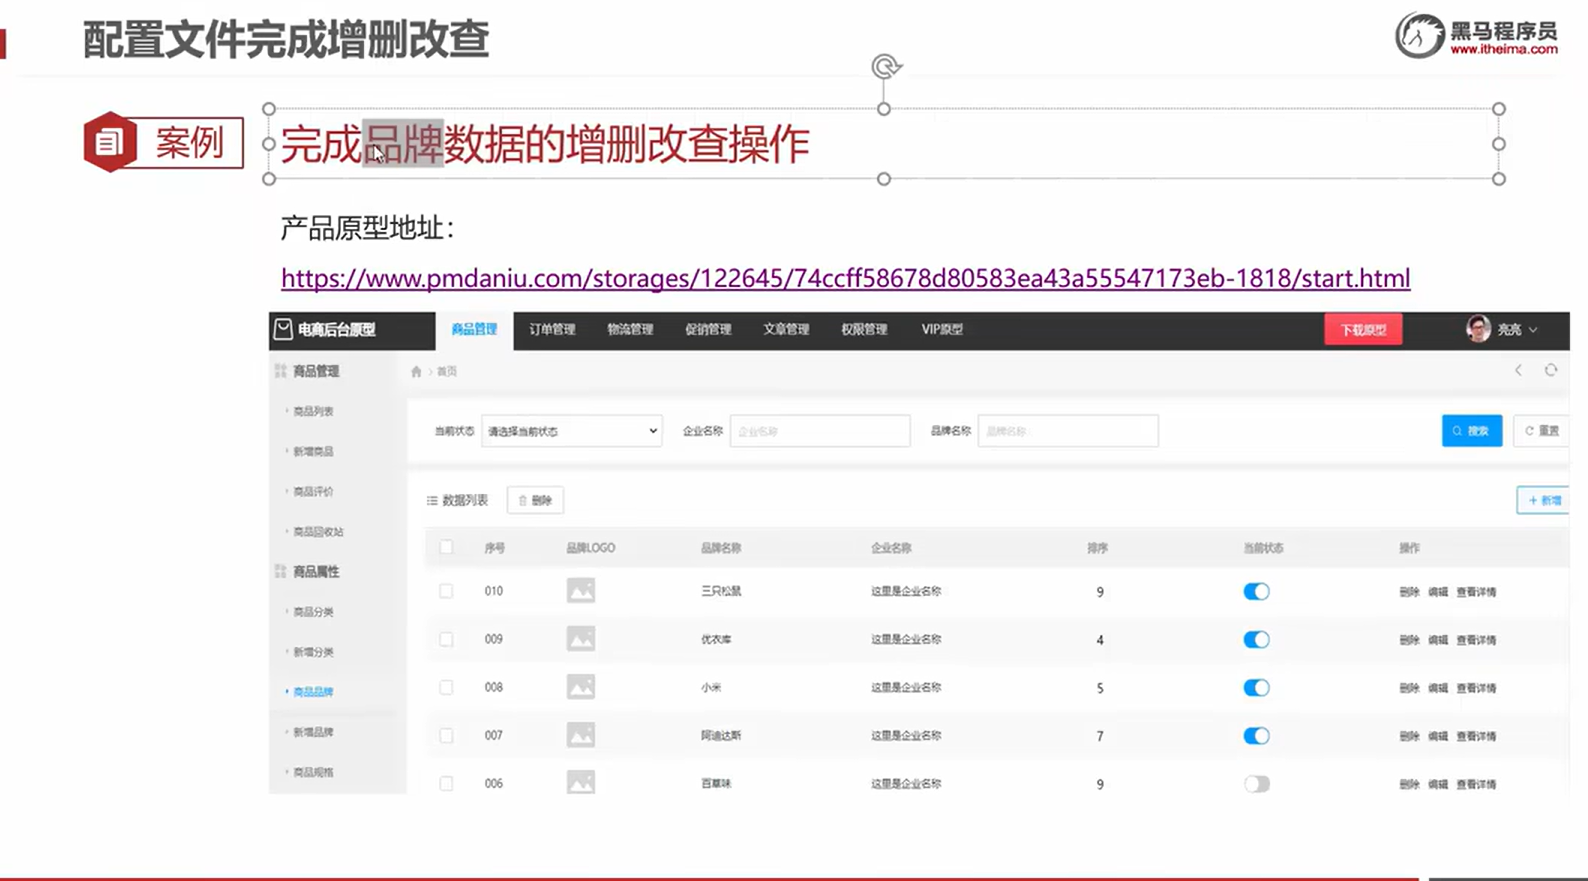 配置文件完成增删改查
黑马程序员
www.itheima.com
案例
完成品牌数据的增删改查操作
产品原型地址：
https://www.pmdaniu.com/storages/122645/74ccff58678d80583ea43a55547173eb-1818/start.html
电商后台原型 商品管理 订单管理 物流管理 促销管理 文章管理 权限管理 VIP原型 下载原型 亮亮
商品管理
首页
商品列表
当前状态 请选择当前状态 企业名称 企业名称 品牌名称 品牌名称 搜索 重置
新增商品
商品评价
数据列表 删除 新增
商品回收站
序号 品牌LOGO 品牌名称 企业名称 排序 当前状态 操作
商品属性
010 三只松鼠 这里是企业名称 9 删除 编辑 查看详情
商品分类
009 优衣库 这里是企业名称 4 删除 编辑 查看详情
新增分类
008 小米 这里是企业名称 5 删除 编辑 查看详情
商品品牌
新增品牌
007 阿迪达斯 这里是企业名称 7 删除 编辑 查看详情
商品规格
006 百草味 这里是企业名称 9 删除 编辑 查看详情